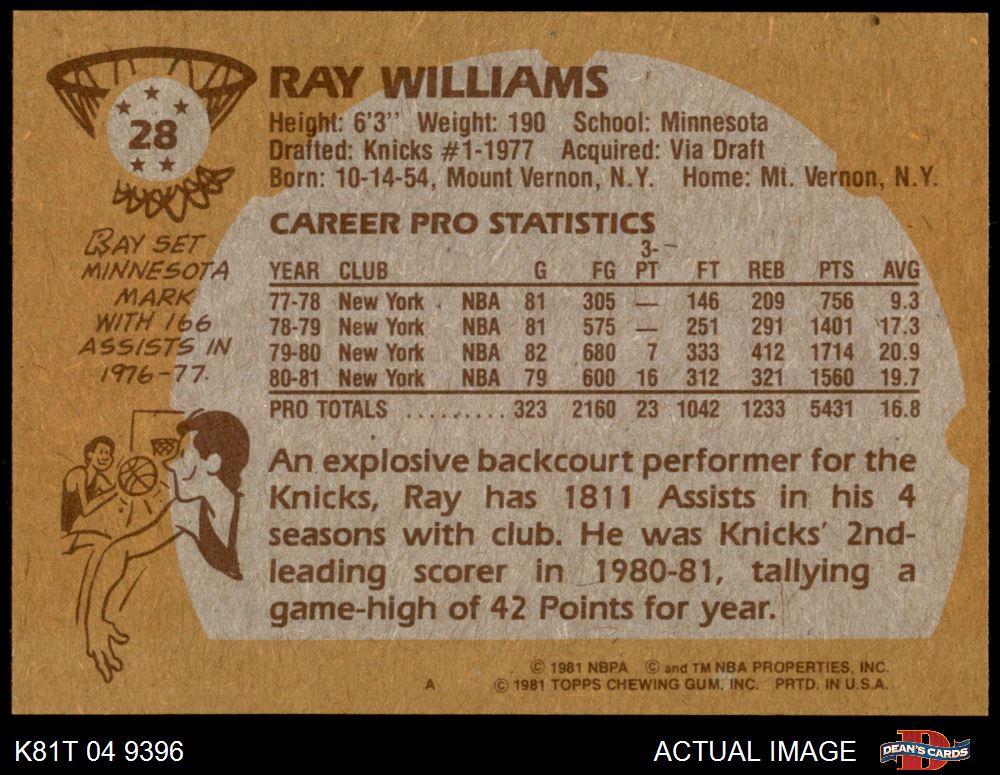 28
RAY WILLIAMS
Height: 6'3'' Weight: 190 School: Minnesota
Drafted: Knicks #1-1977 Acquired: Via Draft
Born: 10-14-54, Mount Vernon, N.Y. Home: Mt. Vernon, N.Y.
RAY SET
MINNESOTA
MARK
WITH 166
ASSISTS IN
1976-77.
CAREER PRO STATISTICS
3-
YEAR CLUB G FG PT FT REB PTS AVG
77-78 New York NBA 81 305 — 146 209 756 9.3
78-79 New York NBA 81 575 — 251 291 1401 17.3
79-80 New York NBA 82 680 7 333 412 1714 20.9
80-81 New York NBA 79 600 16 312 321 1560 19.7
PRO TOTALS .......... 323 2160 23 1042 1233 5431 16.8
An explosive backcourt performer for the
Knicks, Ray has 1811 Assists in his 4
seasons with club. He was Knicks' 2nd-
leading scorer in 1980-81, tallying a
game-high of 42 Points for year.
© 1981 NBPA © and TM NBA PROPERTIES, INC.
A © 1981 TOPPS CHEWING GUM, INC. PRTD. IN U.S.A.
K81T 04 9396 ACTUAL IMAGE DEAN'S CARDS